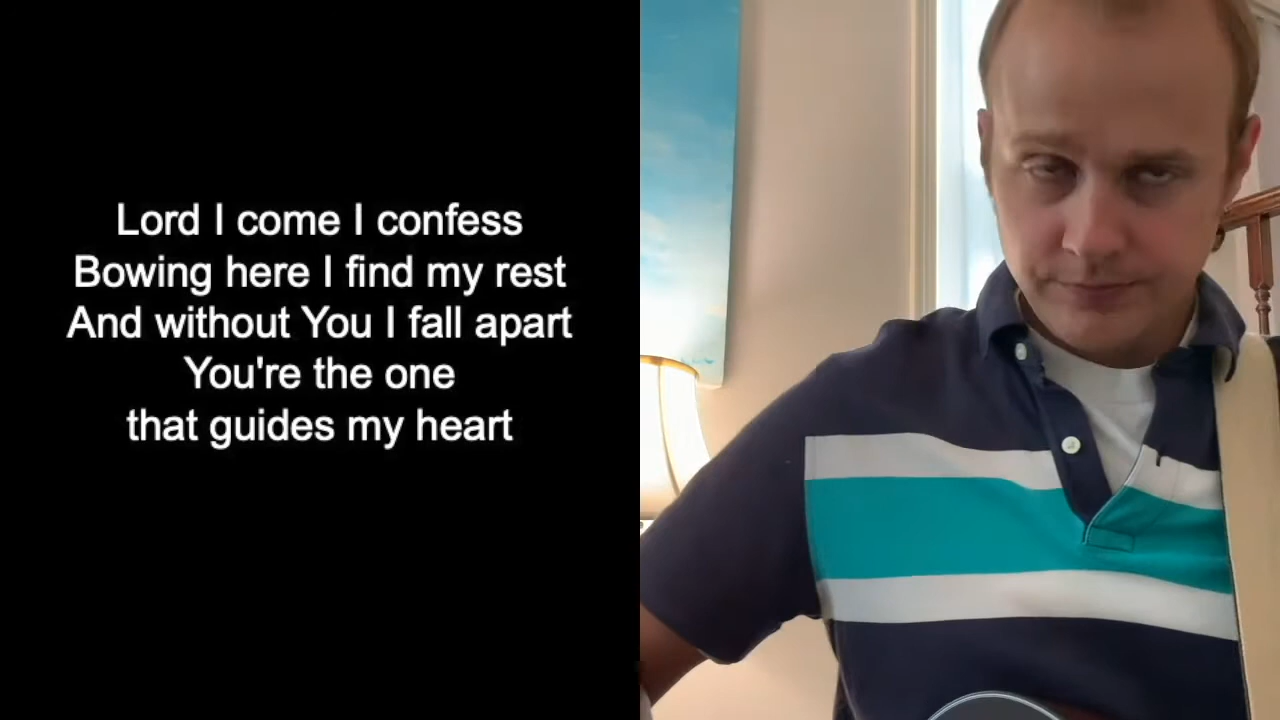 Lord I come I confess
Bowing here I find my rest
And without You I fall apart
You're the one
that guides my heart